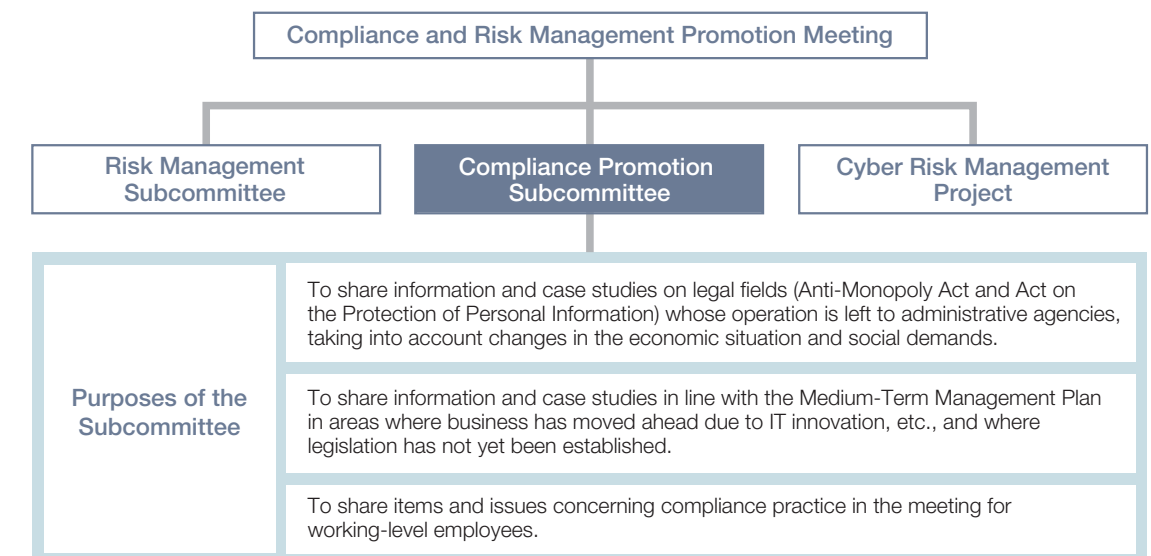 Compliance and Risk Management Promotion Meeting
Risk Management
Subcommittee
Compliance Promotion
Subcommittee
Cyber Risk Management
Project
Purposes of the
Subcommittee
To share information and case studies on legal fields (Anti-Monopoly Act and Act on
the Protection of Personal Information) whose operation is left to administrative agencies,
taking into account changes in the economic situation and social demands.
To share information and case studies in line with the Medium-Term Management Plan
in areas where business has moved ahead due to IT innovation, etc., and where
legislation has not yet been established.
To share items and issues concerning compliance practice in the meeting for
working-level employees.